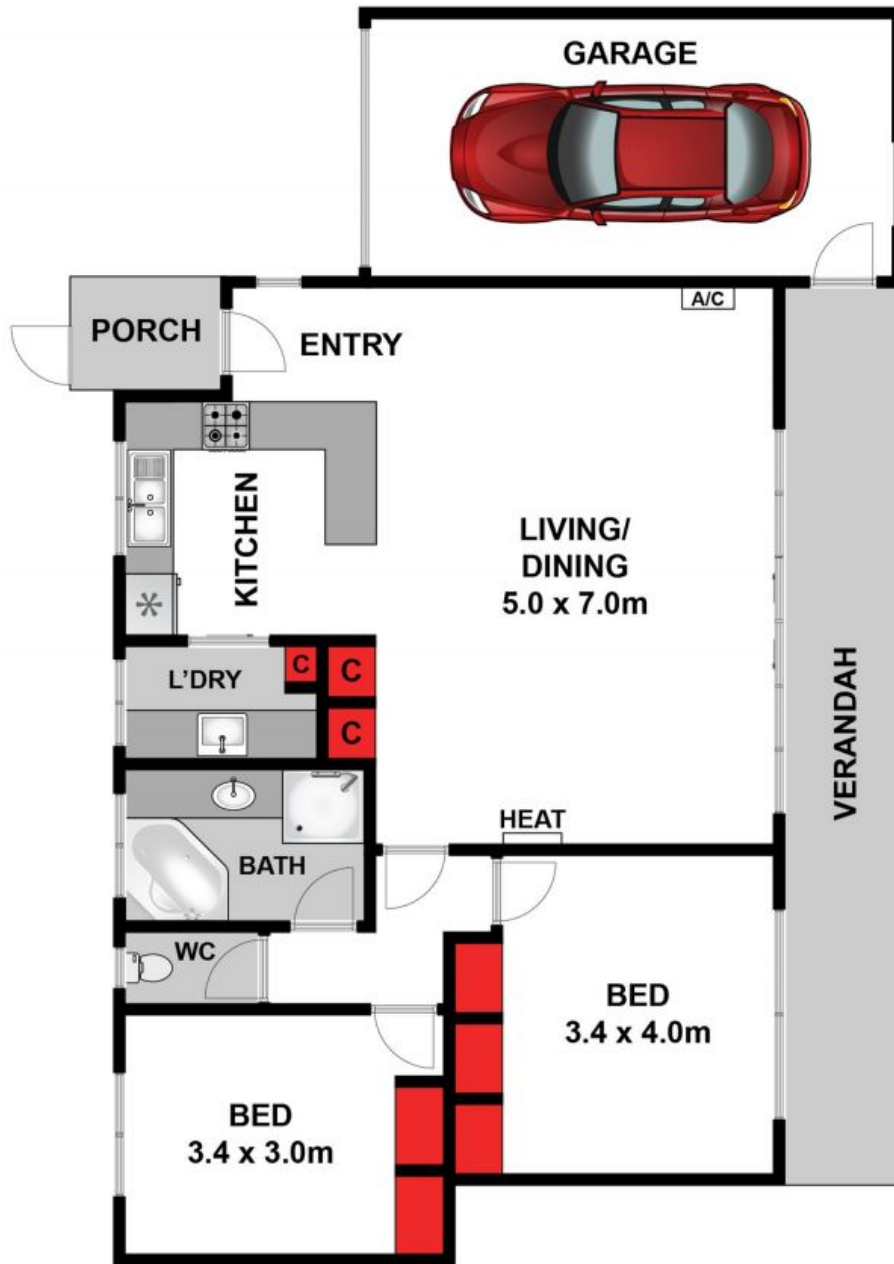 GARAGE
A/C
PORCH
ENTRY
KITCHEN
LIVING/
DINING
5.0 x 7.0m
VERANDAH
L'DRY
C
C
C
HEAT
BATH
WC
BED
3.4 x 4.0m
BED
3.4 x 3.0m